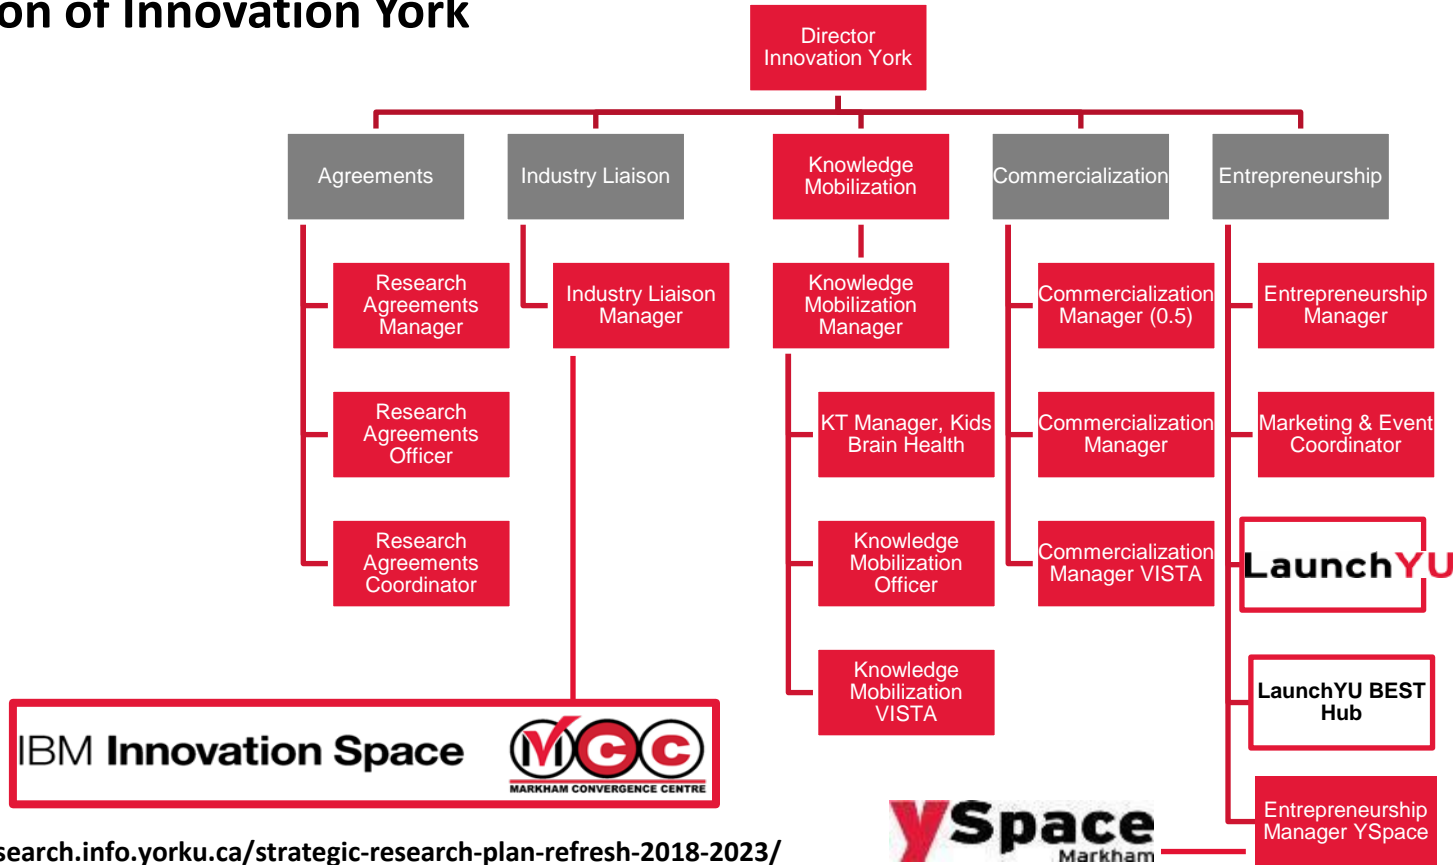 on of Innovation York
Director
Innovation York
Agreements
Industry Liaison
Knowledge
Mobilization
Commercialization
Entrepreneurship
Research
Agreements
Manager
Industry Liaison
Manager
Knowledge
Mobilization
Manager
Commercialization
Manager (0.5)
Entrepreneurship
Manager
Research
Agreements
Officer
KT Manager, Kids
Brain Health
Commercialization
Manager
Marketing & Event
Coordinator
Research
Agreements
Coordinator
Knowledge
Mobilization
Officer
Commercialization
Manager VISTA
LaunchYU
Knowledge
Mobilization
VISTA
LaunchYU BEST
Hub
IBM Innovation Space
MCC
MARKHAM CONVERGENCE CENTRE
YSpace
Markham
Entrepreneurship
Manager YSpace
search.info.yorku.ca/strategic-research-plan-refresh-2018-2023/